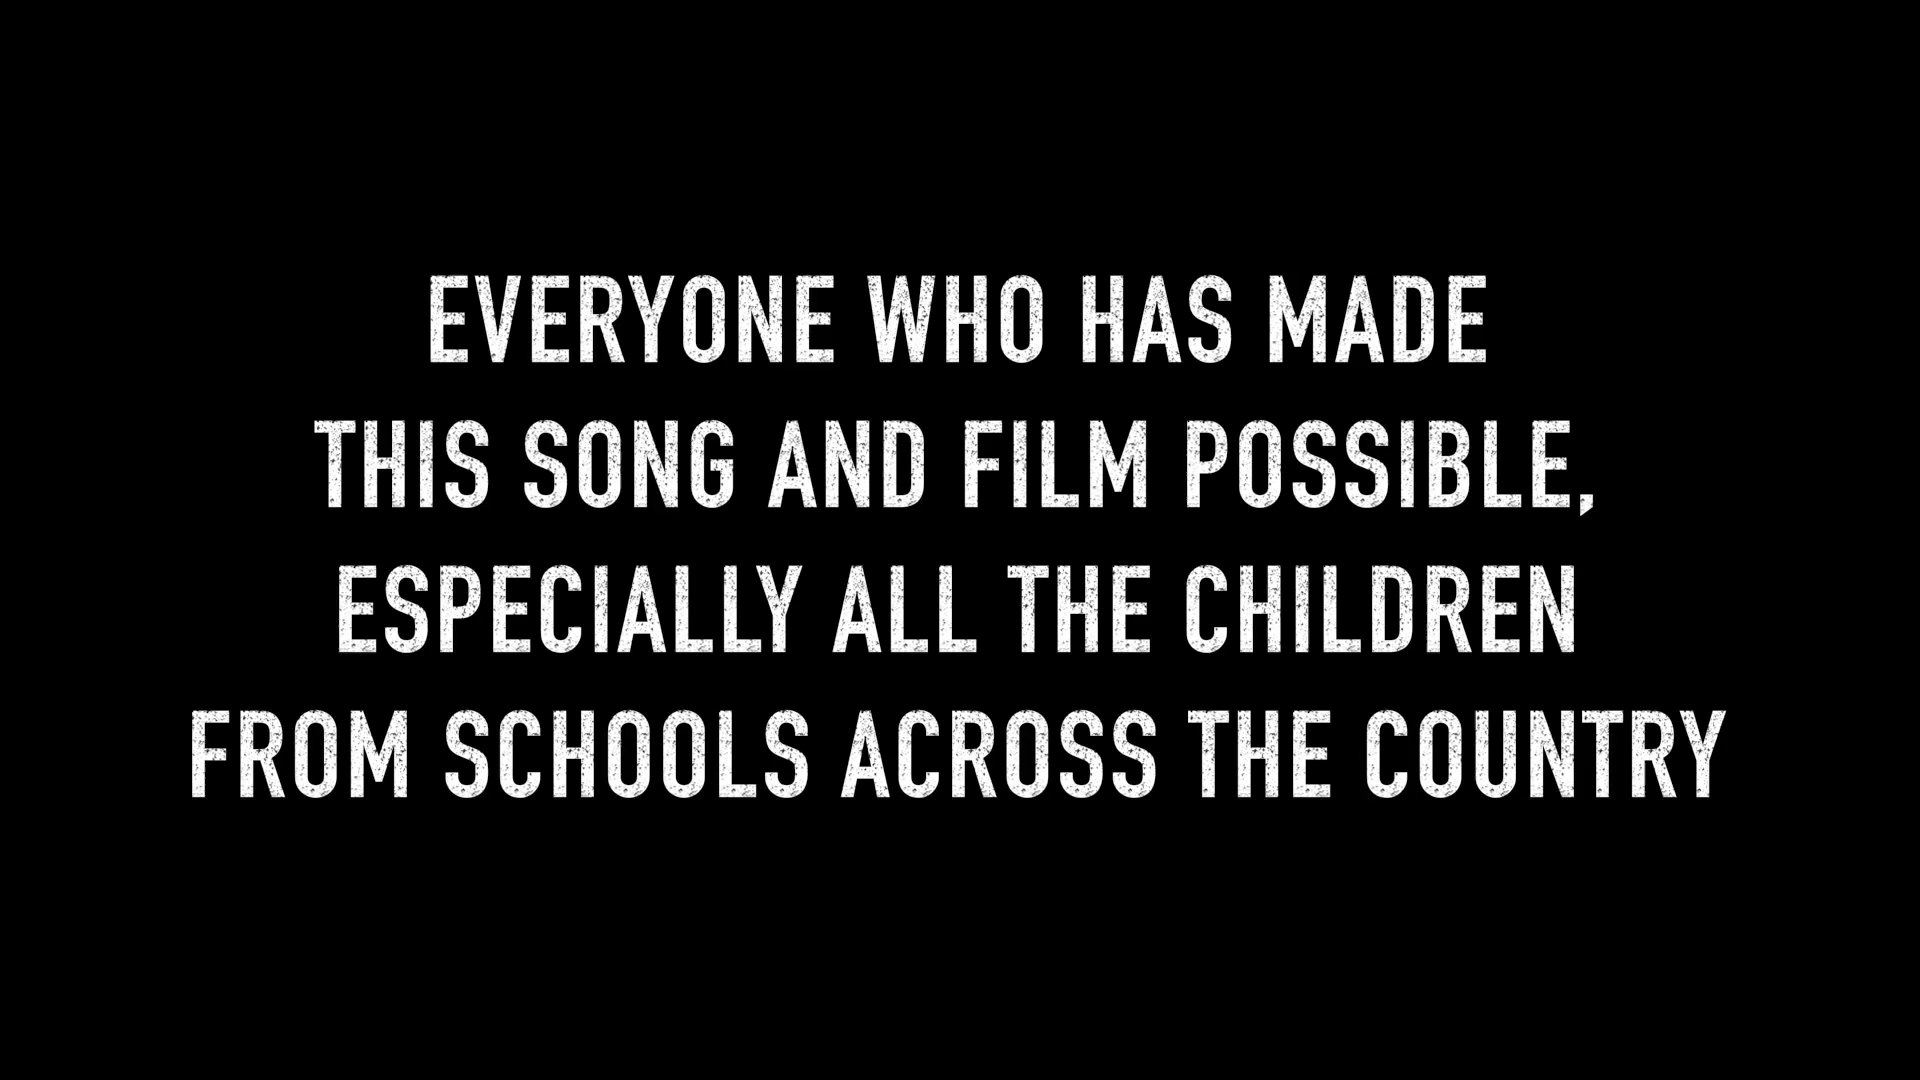 EVERYONE WHO HAS MADE
THIS SONG AND FILM POSSIBLE,
ESPECIALLY ALL THE CHILDREN
FROM SCHOOLS ACROSS THE COUNTRY